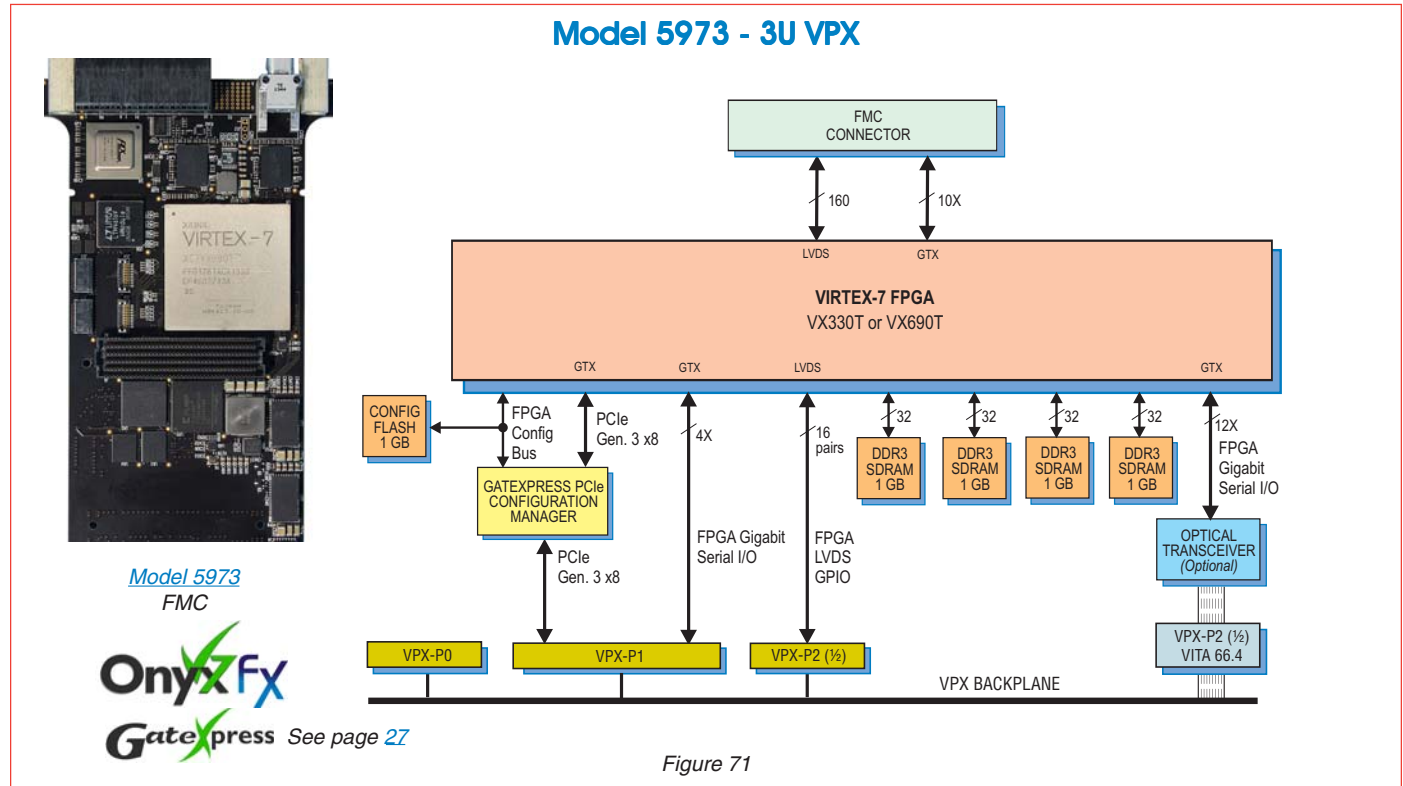 Model 5973 - 3U VPX
VIRTEX-7
Model 5973
FMC
Onyx7Fx
GateXpress See page 27
FMC
CONNECTOR
160
10X
LVDS
GTX
VIRTEX-7 FPGA
VX330T or VX690T
GTX
GTX
LVDS
GTX
CONFIG
FLASH
1 GB
FPGA
Config
Bus
PCIe
Gen. 3 x8
4X
16
pairs
32
32
32
32
12X
DDR3
SDRAM
1 GB
DDR3
SDRAM
1 GB
DDR3
SDRAM
1 GB
DDR3
SDRAM
1 GB
FPGA
Gigabit
Serial I/O
GATEXPRESS PCIe
CONFIGURATION
MANAGER
PCIe
Gen. 3 x8
FPGA Gigabit
Serial I/O
FPGA
LVDS
GPIO
OPTICAL
TRANSCEIVER
(Optional)
VPX-P0
VPX-P1
VPX-P2 (½)
VPX-P2 (½)
VITA 66.4
VPX BACKPLANE
Figure 71